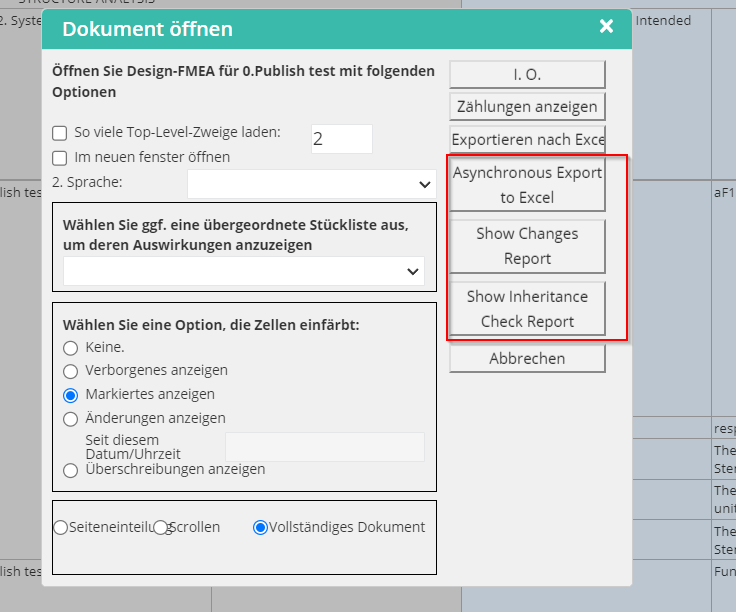 STRUCTURE ANALYSIS
2. Syste
Intended
Dokument öffnen
Öffnen Sie Design-FMEA für 0.Publish test mit folgenden
Optionen
So viele Top-Level-Zweige laden:
2
Im neuen fenster öffnen
2. Sprache:
Wählen Sie ggf. eine übergeordnete Stückliste aus,
um deren Auswirkungen anzuzeigen
Wählen Sie eine Option, die Zellen einfärbt:
Keine.
Verborgenes anzeigen
Markiertes anzeigen
Änderungen anzeigen
Seit diesem
Datum/Uhrzeit
Überschreibungen anzeigen
Seiteneinteilung
Scrollen
Vollständiges Dokument
I. O.
Zählungen anzeigen
Exportieren nach Exce
Asynchronous Export
to Excel
Show Changes
Report
Show Inheritance
Check Report
Abbrechen
lish tes
aF1
resp
The
Ster
The
unit
The
Ster
lish tes
Fun